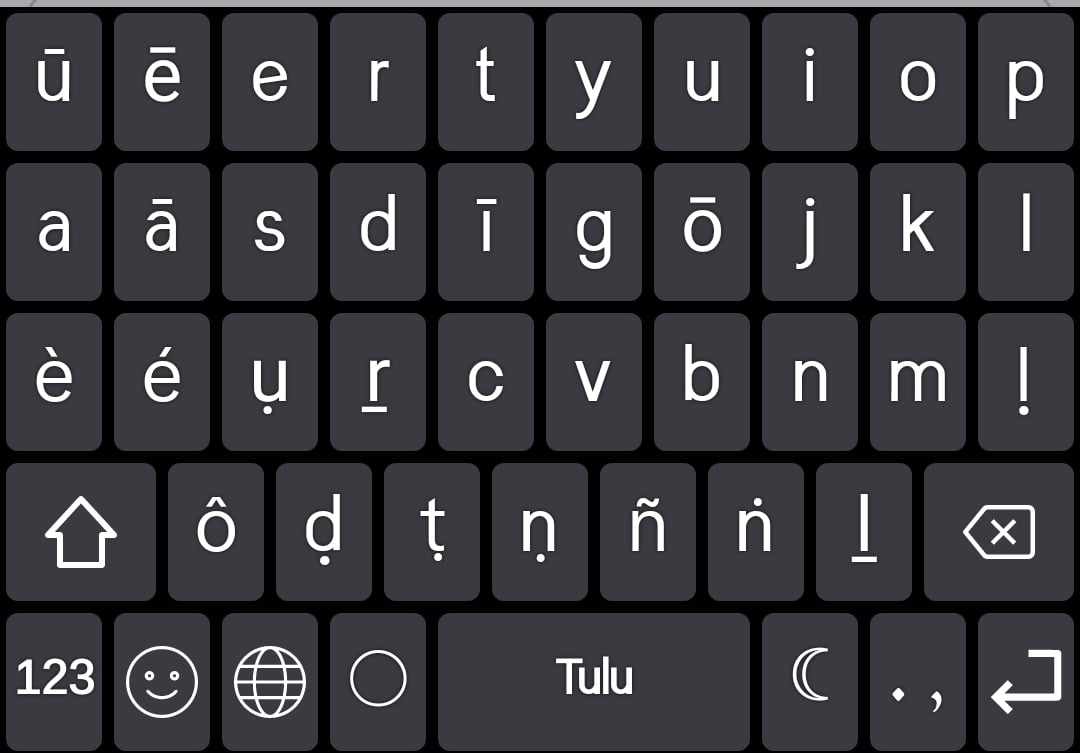 ū ē e r t y u i o p
a ā s d ī g ō j k l
è é ụ ṟ c v b n m ḷ
ô ḍ ṭ ṇ ñ ṅ ḻ
123 Tulu . ,